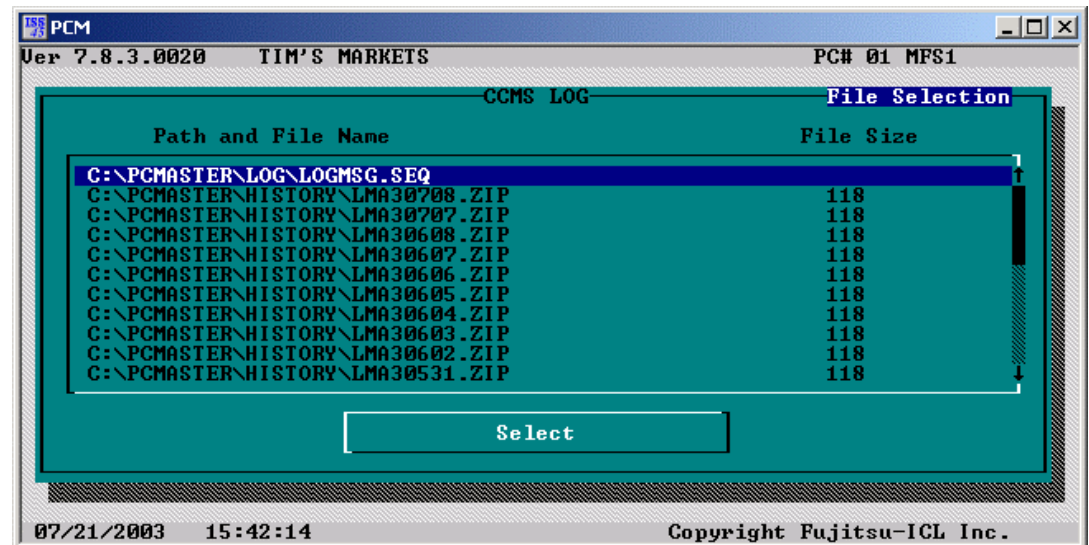 ISS 45 PCM
Ver 7.8.3.0020 TIM'S MARKETS PC# 01 MFS1
CCMS LOG File Selection
Path and File Name File Size
C:\PCMASTER\LOG\LOGMSG.SEQ
C:\PCMASTER\HISTORY\LMA30708.ZIP 118
C:\PCMASTER\HISTORY\LMA30707.ZIP 118
C:\PCMASTER\HISTORY\LMA30608.ZIP 118
C:\PCMASTER\HISTORY\LMA30607.ZIP 118
C:\PCMASTER\HISTORY\LMA30606.ZIP 118
C:\PCMASTER\HISTORY\LMA30605.ZIP 118
C:\PCMASTER\HISTORY\LMA30604.ZIP 118
C:\PCMASTER\HISTORY\LMA30603.ZIP 118
C:\PCMASTER\HISTORY\LMA30602.ZIP 118
C:\PCMASTER\HISTORY\LMA30531.ZIP 118
Select
07/21/2003 15:42:14 Copyright Fujitsu-ICL Inc.